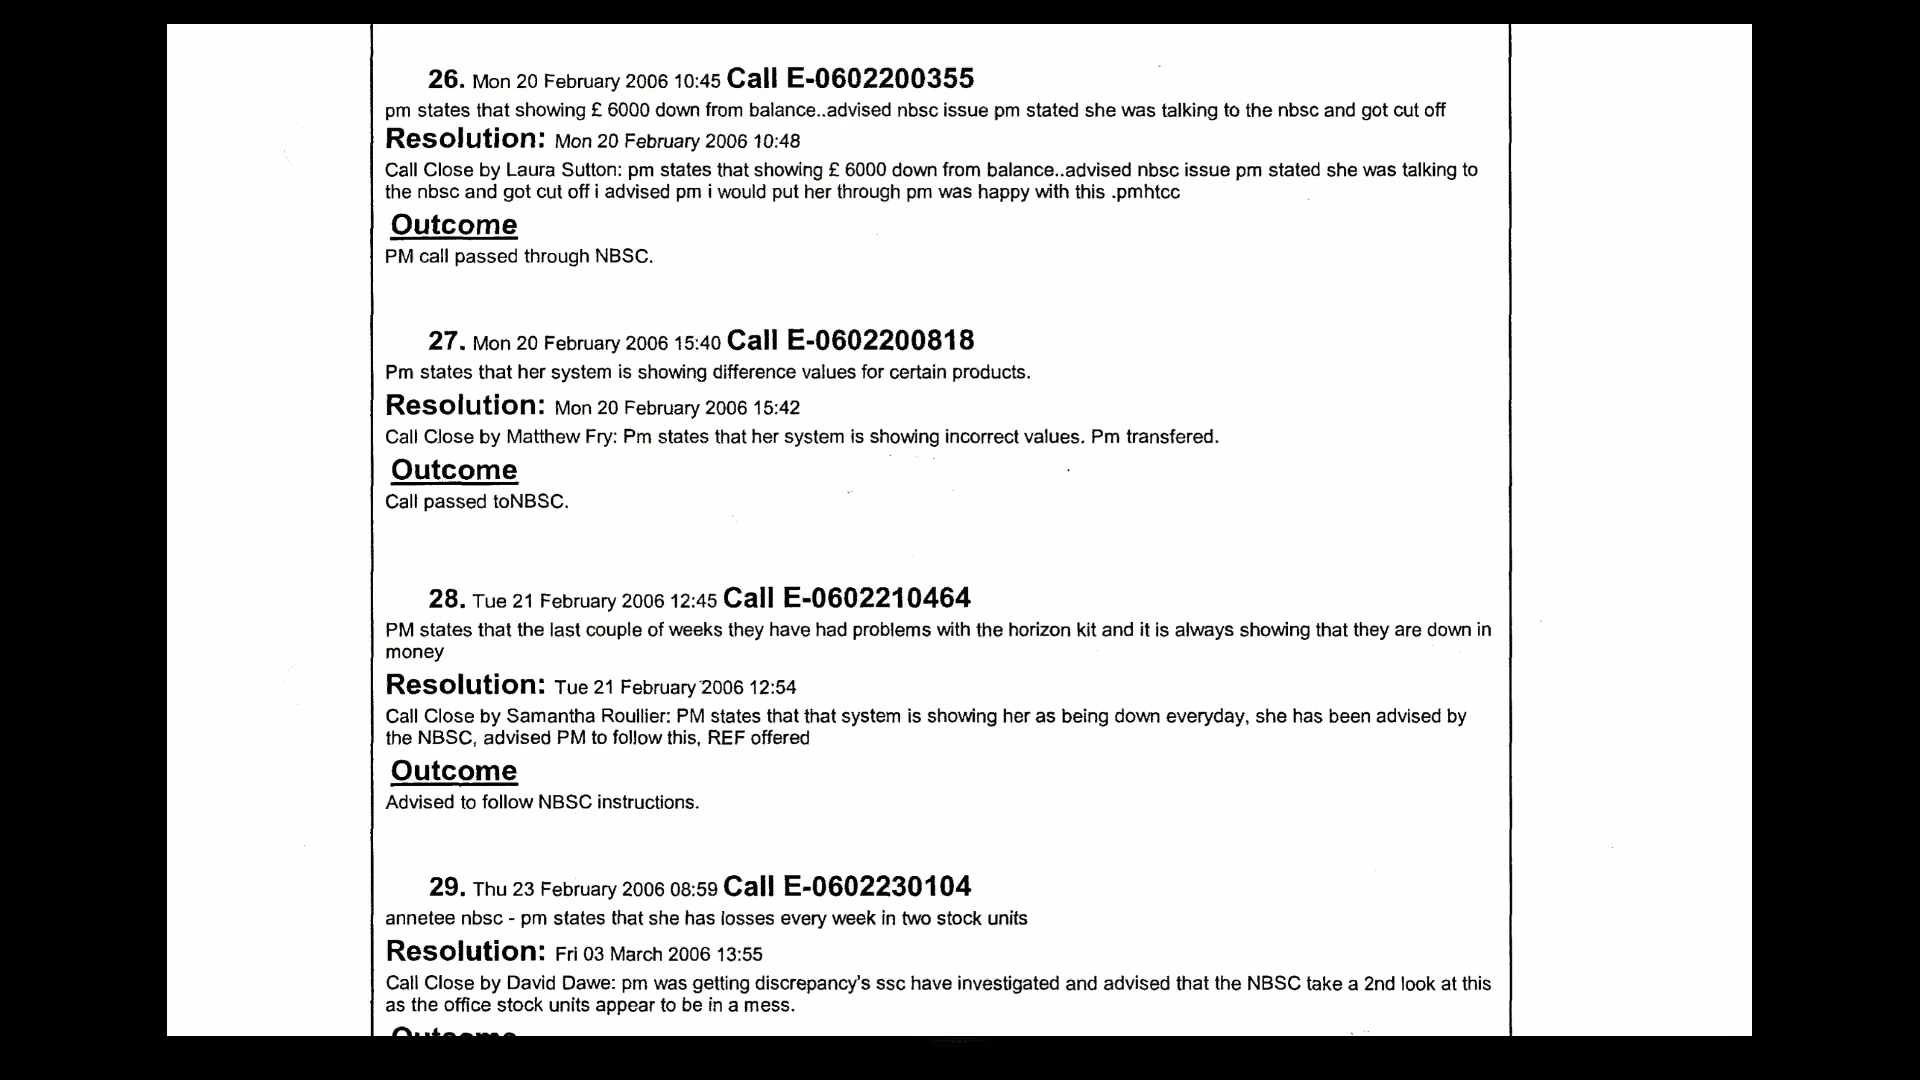 26. Mon 20 February 2006 10:45 Call E-0602200355
pm states that showing £ 6000 down from balance..advised nbsc issue pm stated she was talking to the nbsc and got cut off
Resolution: Mon 20 February 2006 10:48
Call Close by Laura Sutton: pm states that showing £ 6000 down from balance..advised nbsc issue pm stated she was talking to
the nbsc and got cut off i advised pm i would put her through pm was happy with this .pmhtcc
Outcome
PM call passed through NBSC.
27. Mon 20 February 2006 15:40 Call E-0602200818
Pm states that her system is showing difference values for certain products.
Resolution: Mon 20 February 2006 15:42
Call Close by Matthew Fry: Pm states that her system is showing incorrect values. Pm transfered.
Outcome
Call passed toNBSC.
28. Tue 21 February 2006 12:45 Call E-0602210464
PM states that the last couple of weeks they have had problems with the horizon kit and it is always showing that they are down in
money
Resolution: Tue 21 February 2006 12:54
Call Close by Samantha Roullier: PM states that that system is showing her as being down everyday, she has been advised by
the NBSC, advised PM to follow this, REF offered
Outcome
Advised to follow NBSC instructions.
29. Thu 23 February 2006 08:59 Call E-0602230104
annetee nbsc - pm states that she has losses every week in two stock units
Resolution: Fri 03 March 2006 13:55
Call Close by David Dawe: pm was getting discrepancy's ssc have investigated and advised that the NBSC take a 2nd look at this
as the office stock units appear to be in a mess.
Outcome